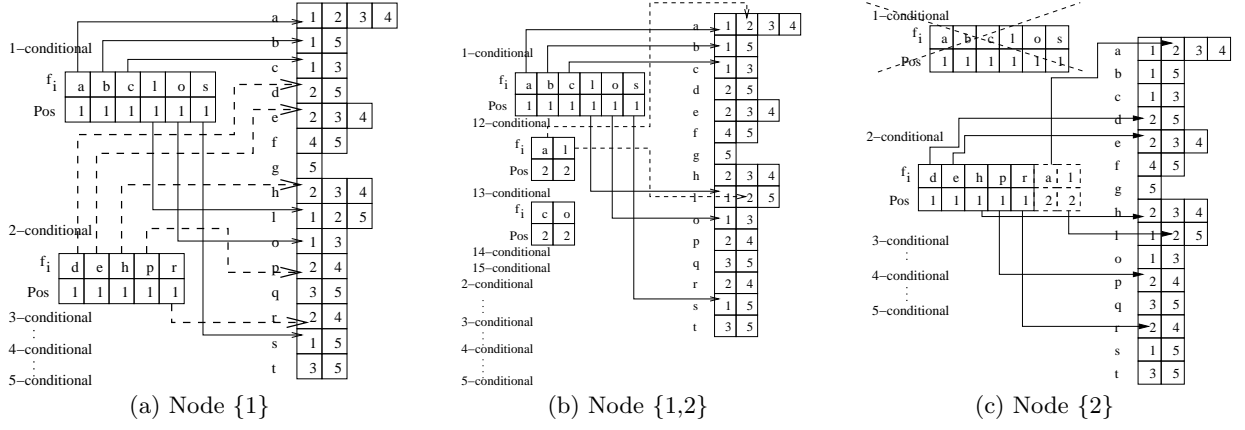 a 1 2 3 4
1–conditional
b 1 5
c 1 3
f i a b c l o s
d 2 5
Pos 1 1 1 1 1 1
e 2 3 4
f 4 5
g 5
h 2 3 4
l 1 2 5
2–conditional
o 1 3
f i d e h p r
p 2 4
Pos 1 1 1 1 1
q 3 5
3–conditional
r 2 4
4–conditional
s 1 5
5–conditional
t 3 5
(a) Node {1}
a 1 2 3 4
1–conditional
b 1 5
c 1 3
f i a b c l o s
d 2 5
Pos 1 1 1 1 1 1
e 2 3 4
12–conditional
f 4 5
f i a l
g 5
Pos 2 2
h 2 3 4
13–conditional
l 1 2 5
f i c o
o 1 3
Pos 2 2
p 2 4
14–conditional
15–conditional
q 3 5
2–conditional
r 2 4
s 1 5
3–conditional
t 3 5
4–conditional
5–conditional
(b) Node {1,2}
1–conditional
f i a b c l o s
Pos 1 1 1 1 1 1
a 1 2 3 4
b 1 5
c 1 3
d 2 5
2–conditional
e 2 3 4
f 4 5
f i d e h p r a l
g 5
Pos 1 1 1 1 1 2 2
h 2 3 4
l 1 2 5
3–conditional
o 1 3
4–conditional
p 2 4
q 3 5
5–conditional
r 2 4
s 1 5
t 3 5
(c) Node {2}